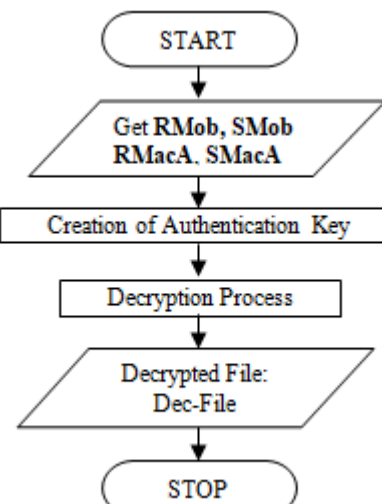 START
Get RMob, SMob
RMacA, SMacA
Creation of Authentication Key
Decryption Process
Decrypted File:
Dec-File
STOP